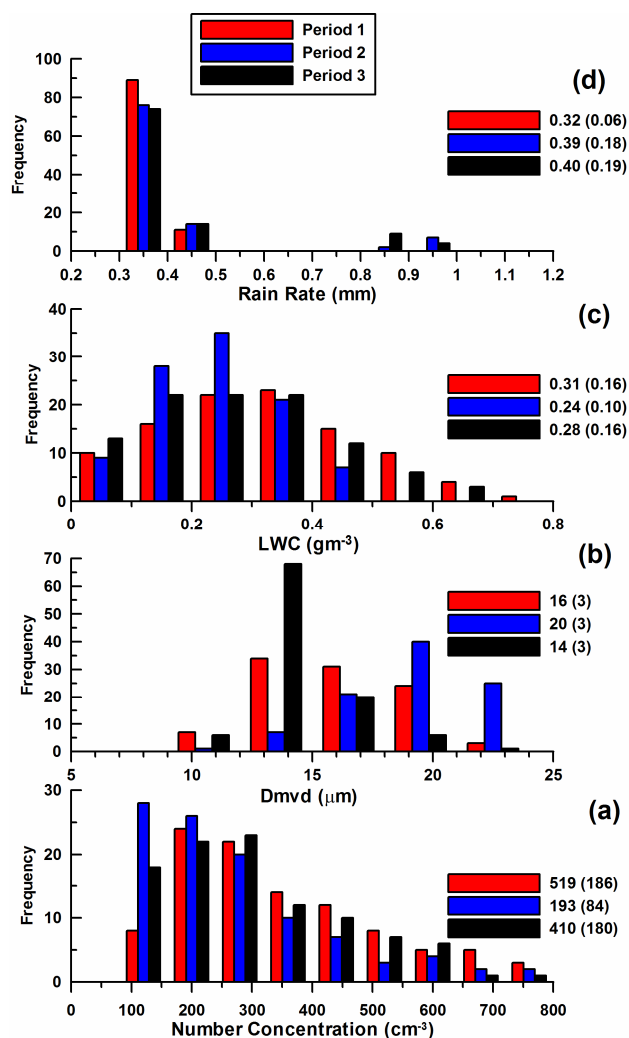 Period 1
Period 2
Period 3
100
80
60
40
20
0
Frequency
(d)
0.32 (0.06)
0.39 (0.18)
0.40 (0.19)
0.2 0.3 0.4 0.5 0.6 0.7 0.8 0.9 1 1.1 1.2
Rain Rate (mm)
40
30
20
10
0
Frequency
(c)
0.31 (0.16)
0.24 (0.10)
0.28 (0.16)
0 0.2 0.4 0.6 0.8
LWC (gm⁻³)
70
60
50
40
30
20
10
0
Frequency
(b)
16 (3)
20 (3)
14 (3)
5 10 15 20 25
Dmvd (μm)
30
20
10
0
Frequency
(a)
519 (186)
193 (84)
410 (180)
0 100 200 300 400 500 600 700 800
Number Concentration (cm⁻³)